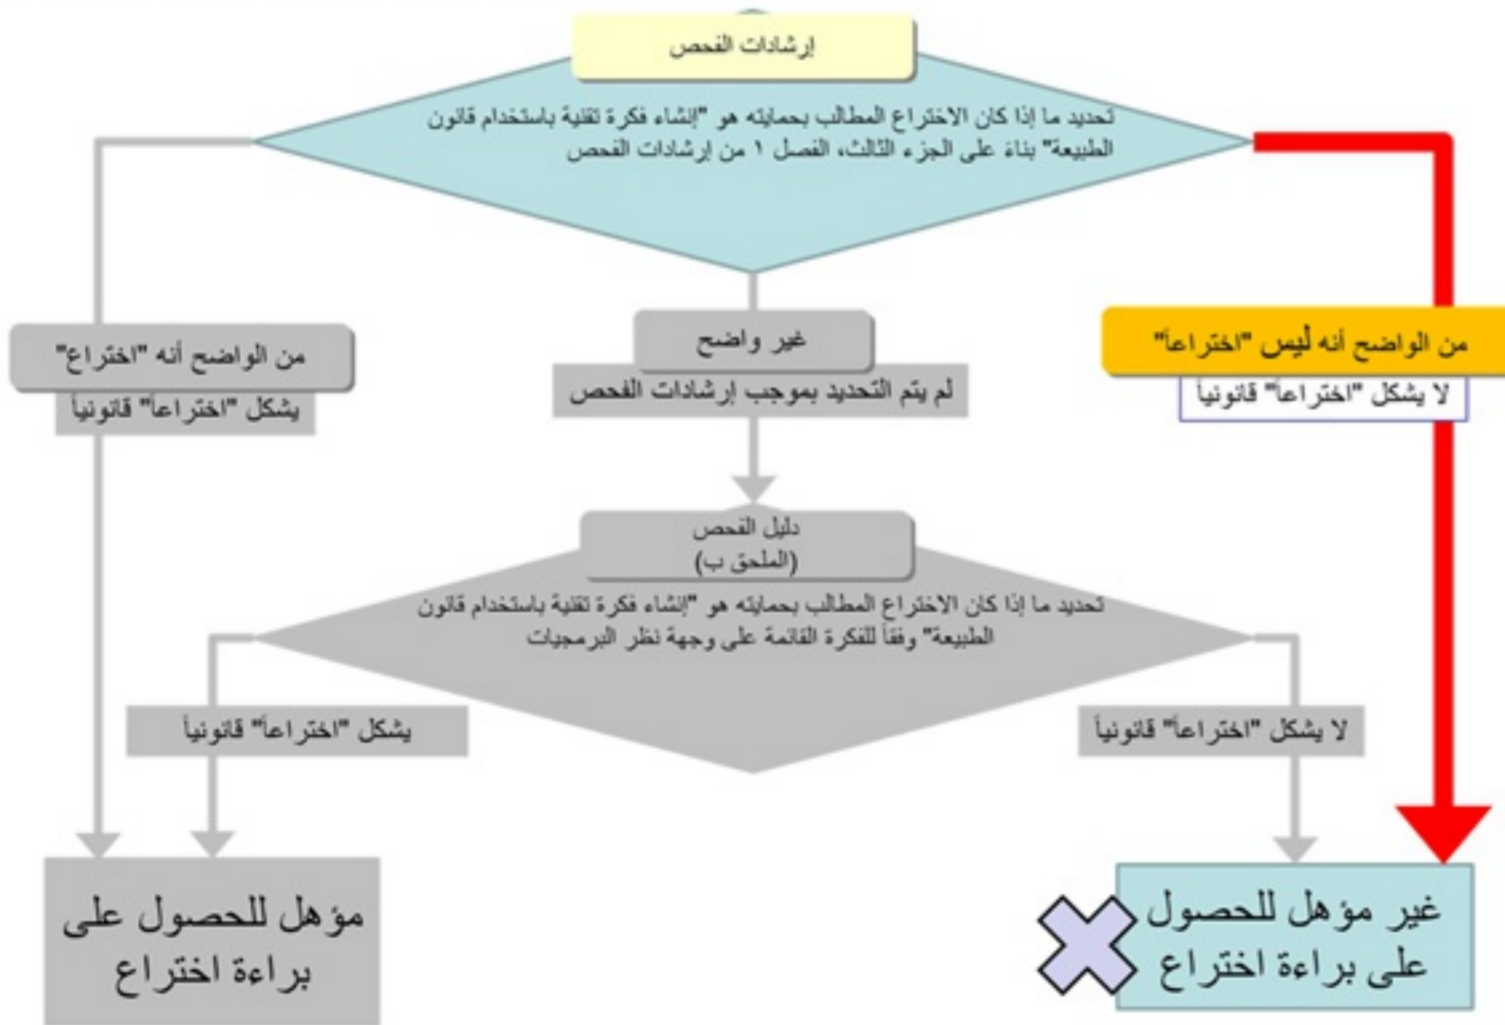 إرشادات الفحص
تحديد ما إذا كان الاختراع المطالب بحمايته هو "إنشاء فكرة تقنية باستخدام قانون
الطبيعة" بناءً على الجزء الثالث، الفصل ١ من إرشادات الفحص
من الواضح أنه ليس "اختراعاً"
لا يشكل "اختراعاً" قانونياً
غير واضح
لم يتم التحديد بموجب إرشادات الفحص
من الواضح أنه "اختراع"
يشكل "اختراعاً" قانونياً
دليل الفحص
(الملحق ب)
تحديد ما إذا كان الاختراع المطالب بحمايته هو "إنشاء فكرة تقنية باستخدام قانون
الطبيعة" وفقاً للفكرة القائمة على وجهة نظر البرمجيات
لا يشكل "اختراعاً" قانونياً
يشكل "اختراعاً" قانونياً
غير مؤهل للحصول
على براءة اختراع
مؤهل للحصول على
براءة اختراع